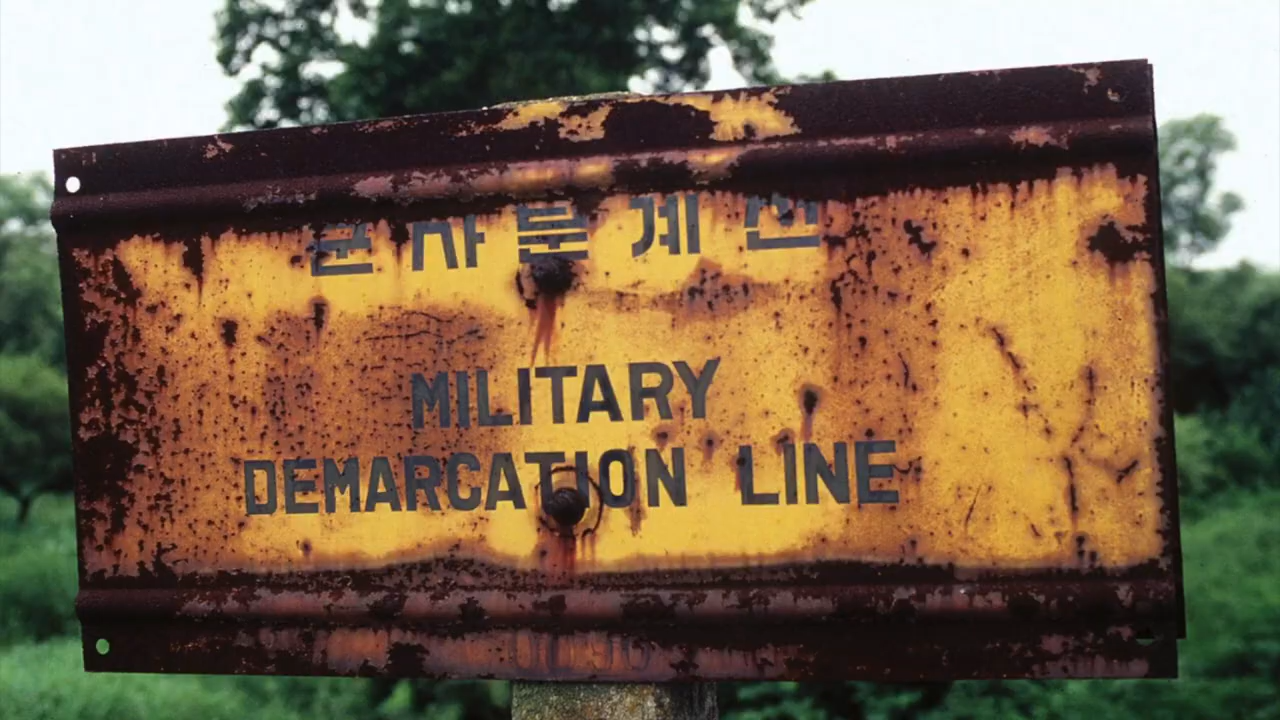 군 사 분 계 선
MILITARY
DEMARCATION LINE